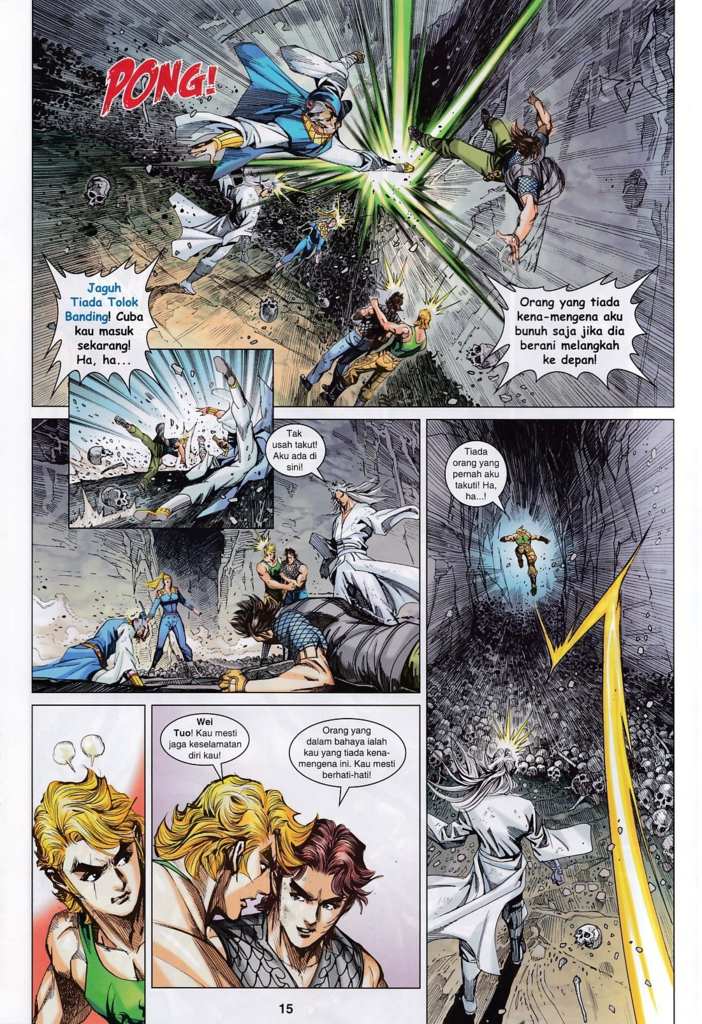 PONG!
Jaguh
Tiada Tolok
Banding! Cuba
kau masuk
sekarang!
Ha, ha...
Orang yang tiada
kena-mengena aku
bunuh saja jika dia
berani melangkah
ke depan!
Tak
usah takut!
Aku ada di
sini!
Tiada
orang yang
pernah aku
takuti! Ha,
ha...!
Wei
Tuo! Kau mesti
jaga keselamatan
diri kau!
Orang yang
dalam bahaya ialah
kau yang tiada kena-
mengena ini. Kau mesti
berhati-hati!
15